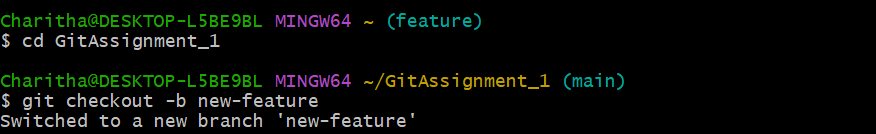 Charitha@DESKTOP-L5BE9BL MINGW64 ~ (feature)
$ cd GitAssignment_1
Charitha@DESKTOP-L5BE9BL MINGW64 ~/GitAssignment_1 (main)
$ git checkout -b new-feature
Switched to a new branch 'new-feature'